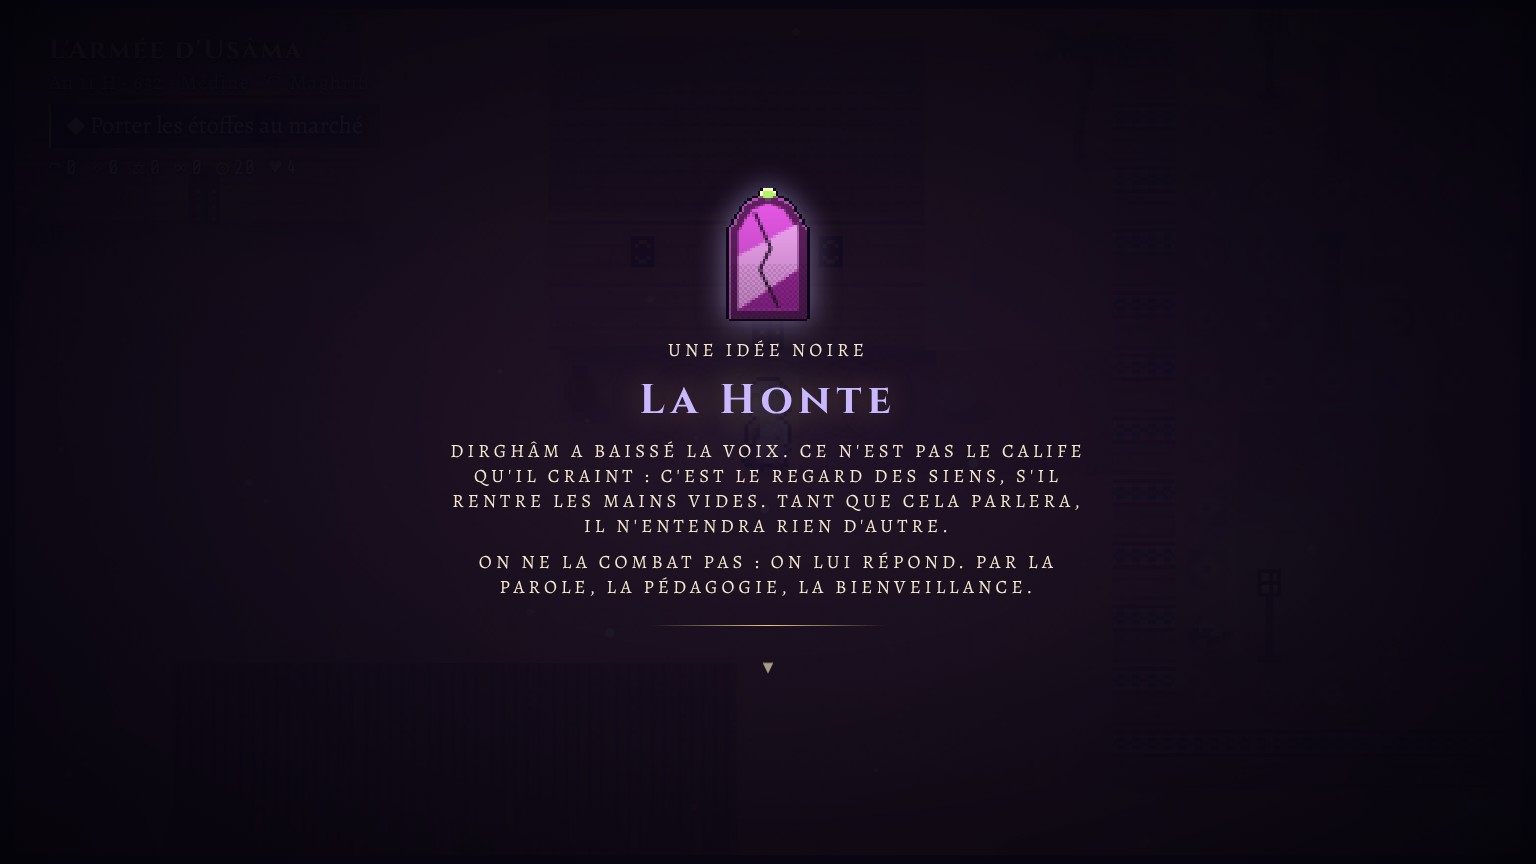 L'ARMÉE D'USÂMA
◆ Porter les étoffes au marché
UNE IDÉE NOIRE
LA HONTE
DIRGHÂM A BAISSÉ LA VOIX. CE N'EST PAS LE CALIFE
QU'IL CRAINT : C'EST LE REGARD DES SIENS, S'IL
RENTRE LES MAINS VIDES. TANT QUE CELA PARLERA,
IL N'ENTENDRA RIEN D'AUTRE.
ON NE LA COMBAT PAS : ON LUI RÉPOND. PAR LA
PAROLE, LA PÉDAGOGIE, LA BIENVEILLANCE.
▼